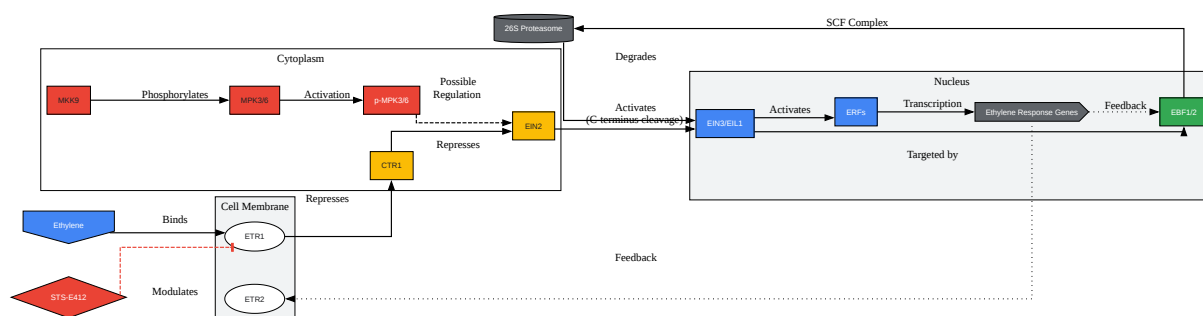 26S Proteasome
SCF Complex
Degrades
Cytoplasm
Nucleus
MKK9
Phosphorylates
MPK3/6
Activation
p-MPK3/6
Possible
Regulation
EIN2
Activates
(C-terminus cleavage)
EIN3/EIL1
Activates
ERFs
Transcription
Ethylene Response Genes
Feedback
EBF1/2
Represses
CTR1
Targeted by
Represses
Cell Membrane
Ethylene
Binds
ETR1
Feedback
STS-E412
Modulates
ETR2